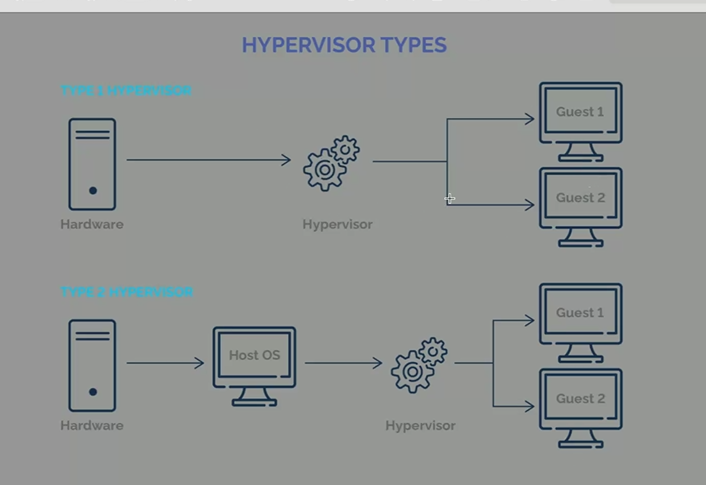 HYPERVISOR TYPES
TYPE 1 HYPERVISOR
Guest 1
Guest 2
Hardware
Hypervisor
TYPE 2 HYPERVISOR
Guest 1
Host OS
Guest 2
Hardware
Hypervisor